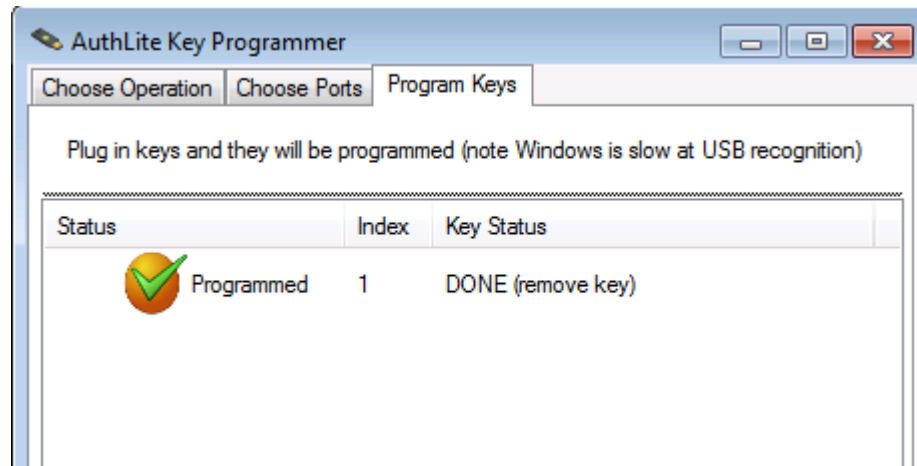 AuthLite Key Programmer
Choose Operation Choose Ports Program Keys
Plug in keys and they will be programmed (note Windows is slow at USB recognition)
Status Index Key Status
Programmed 1 DONE (remove key)